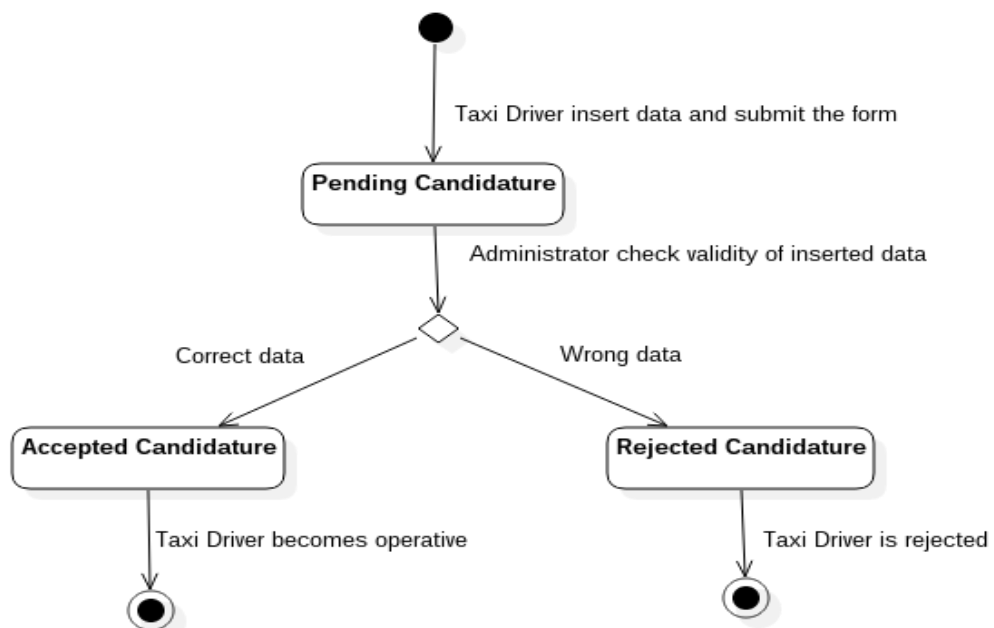 Taxi Driver insert data and submit the form
Pending Candidature
Administrator check validity of inserted data
Correct data
Wrong data
Accepted Candidature
Rejected Candidature
Taxi Driver becomes operative
Taxi Driver is rejected